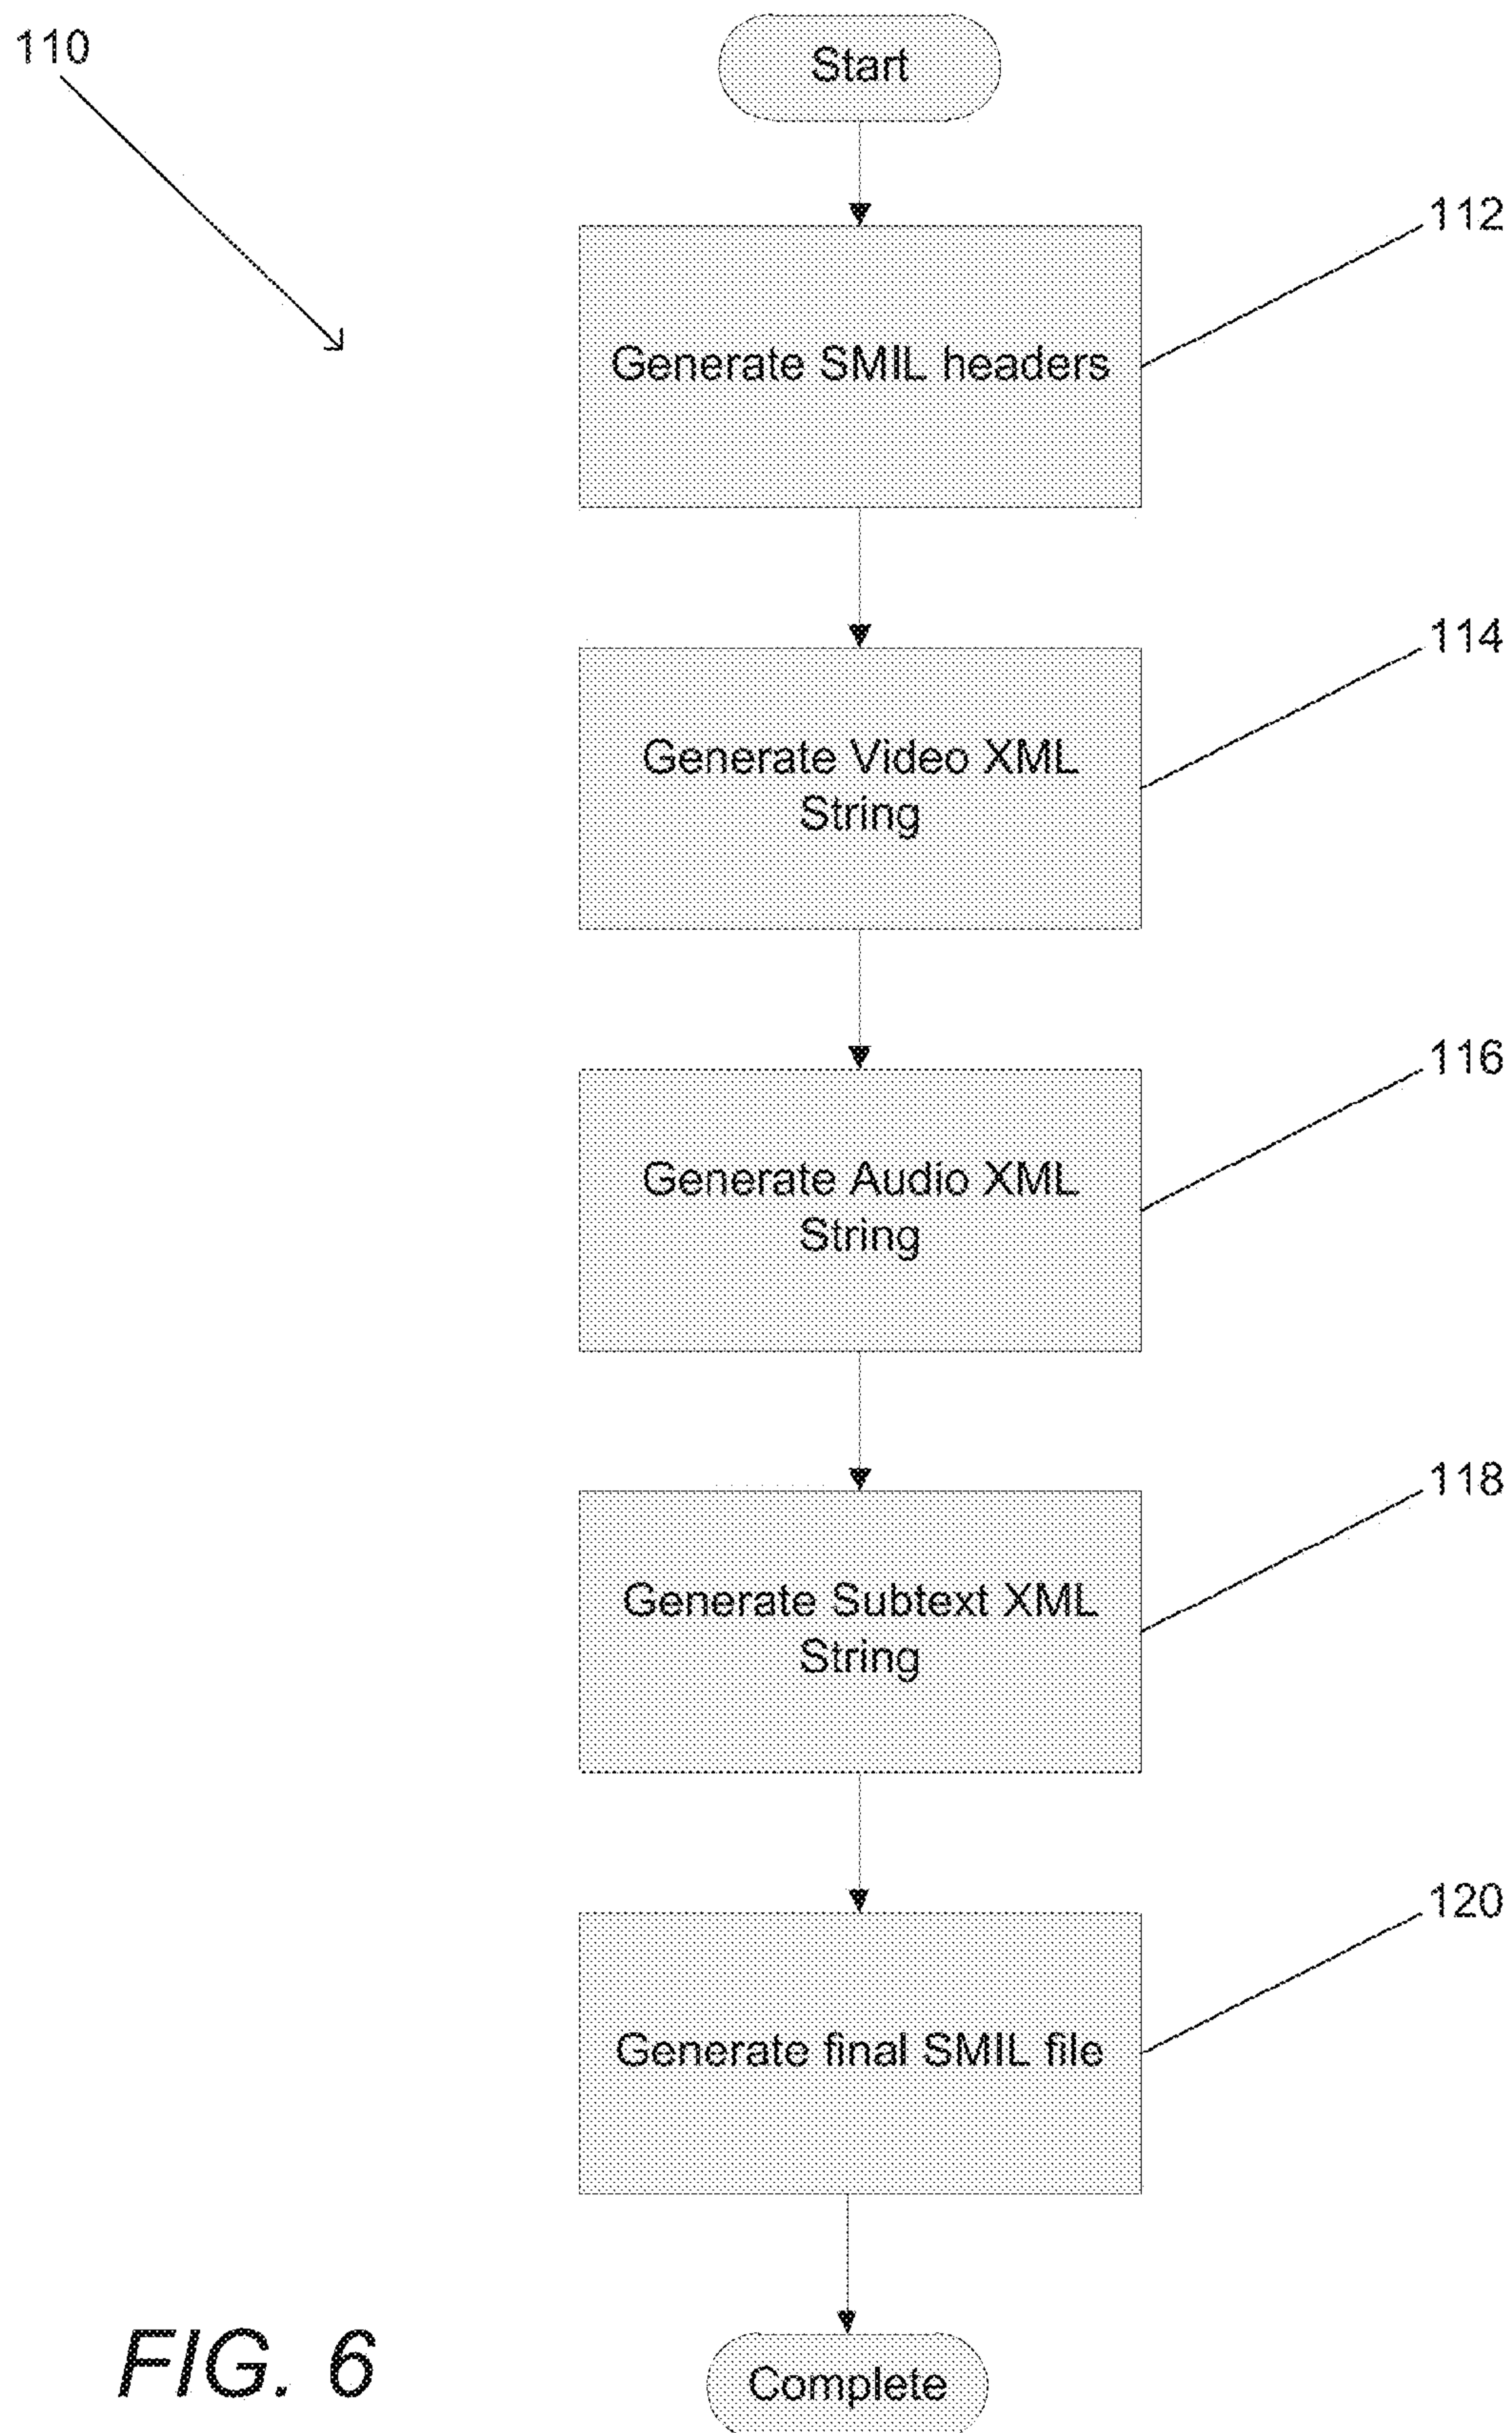 110
Start
112
Generate SMIL headers
114
Generate Video XML
String
116
Generate Audio XML
String
118
Generate Subtext XML
String
120
Generate final SMIL file
FIG. 6
Complete